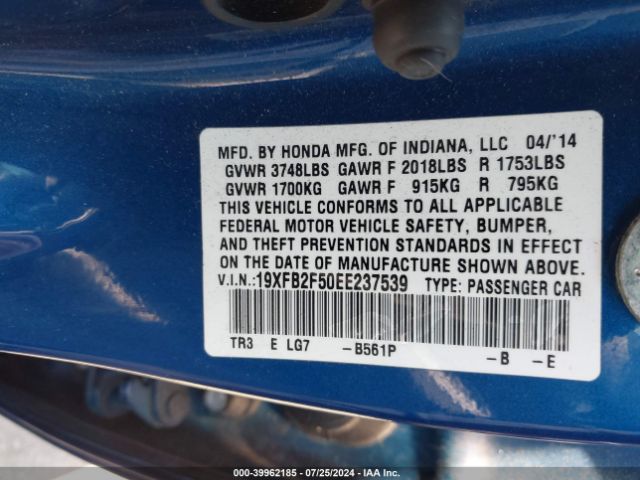 MFD. BY HONDA MFG. OF INDIANA, LLC 04/'14
GVWR 3748LBS GAWR F 2018LBS R 1753LBS
GVWR 1700KG GAWR F 915KG R 795KG
THIS VEHICLE CONFORMS TO ALL APPLICABLE
FEDERAL MOTOR VEHICLE SAFETY, BUMPER,
AND THEFT PREVENTION STANDARDS IN EFFECT
ON THE DATE OF MANUFACTURE SHOWN ABOVE.
V.I.N.:19XFB2F50EE237539 TYPE: PASSENGER CAR
TR3 E LG7 –B561P –B –E
000-39962185 | 07/25/2024 | IAA Inc.